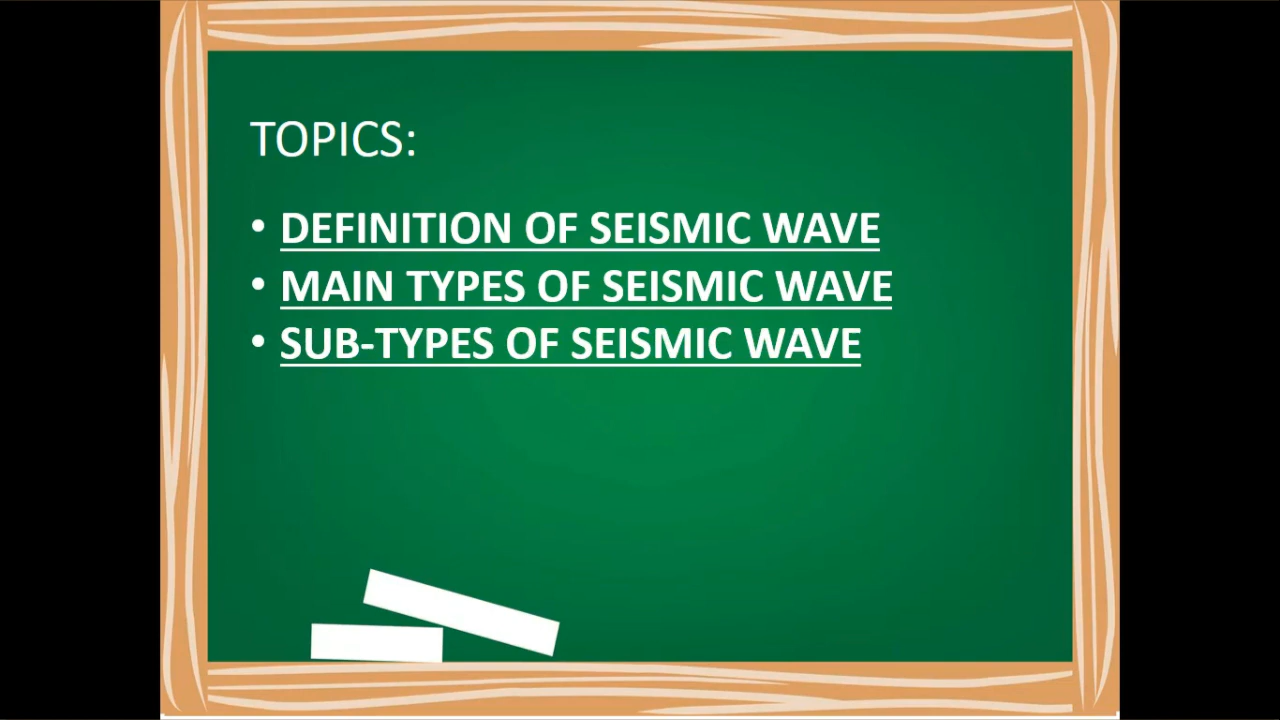 TOPICS:
• DEFINITION OF SEISMIC WAVE
• MAIN TYPES OF SEISMIC WAVE
• SUB-TYPES OF SEISMIC WAVE